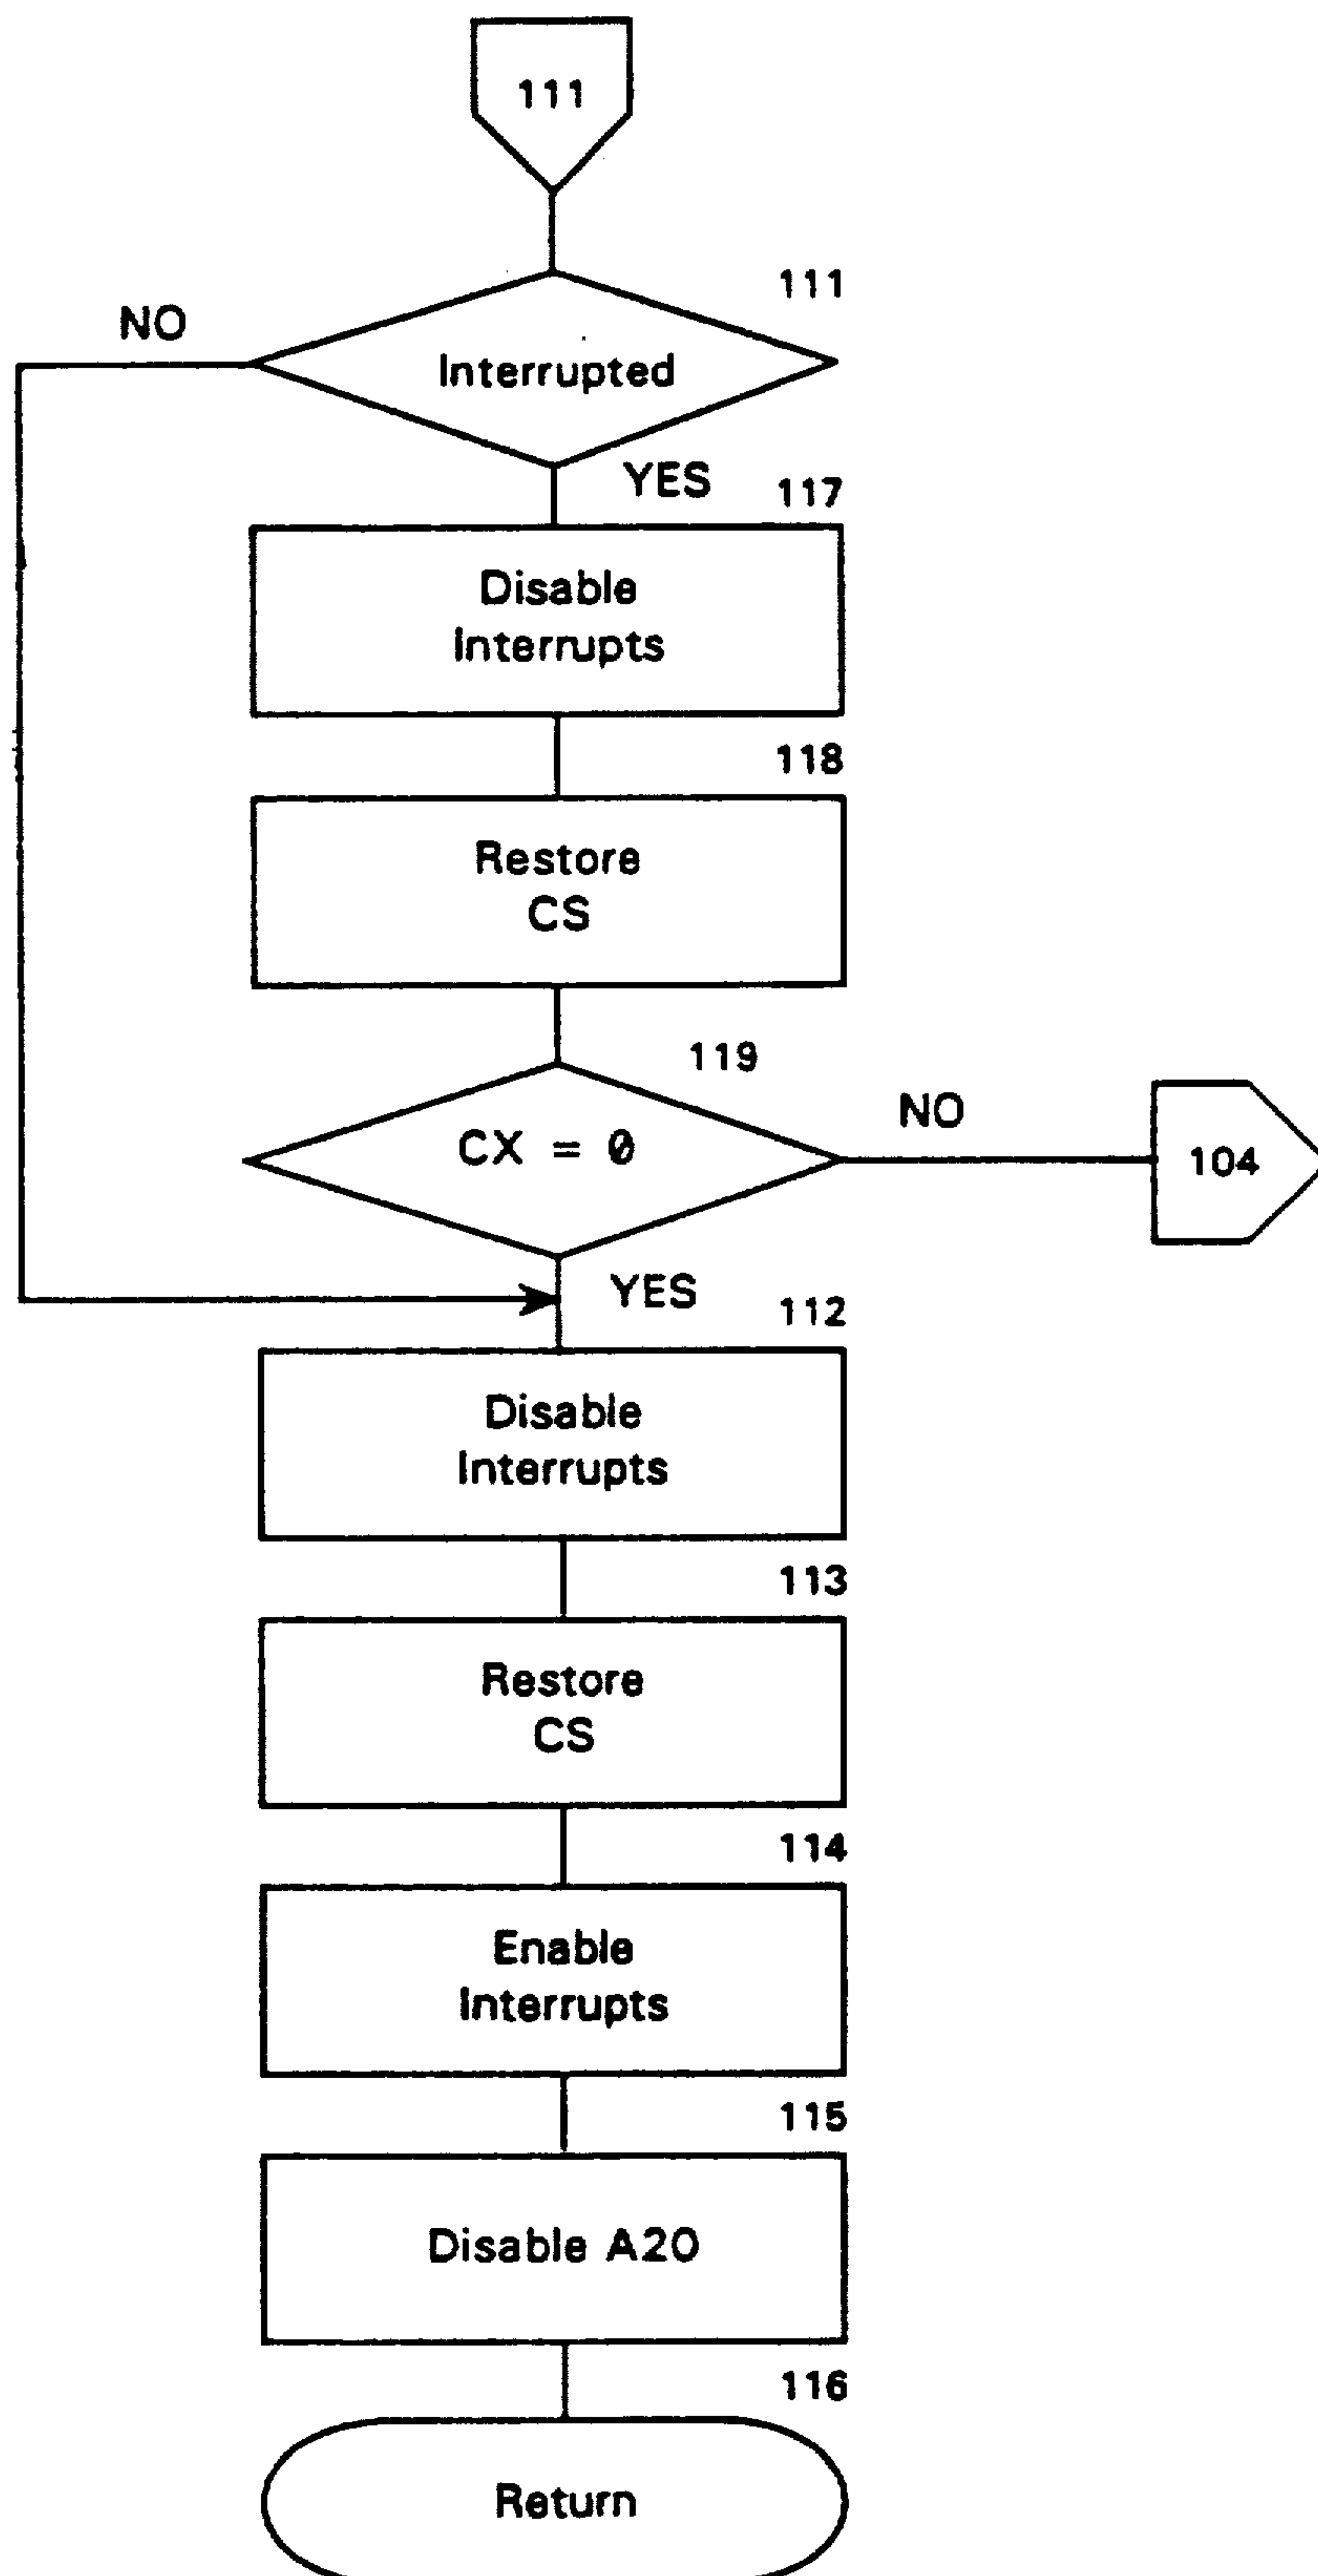 111
111
NO
Interrupted
YES
117
Disable
Interrupts
118
Restore
CS
119
NO
CX = 0
104
YES
112
Disable
Interrupts
113
Restore
CS
114
Enable
Interrupts
115
Disable A20
116
Return